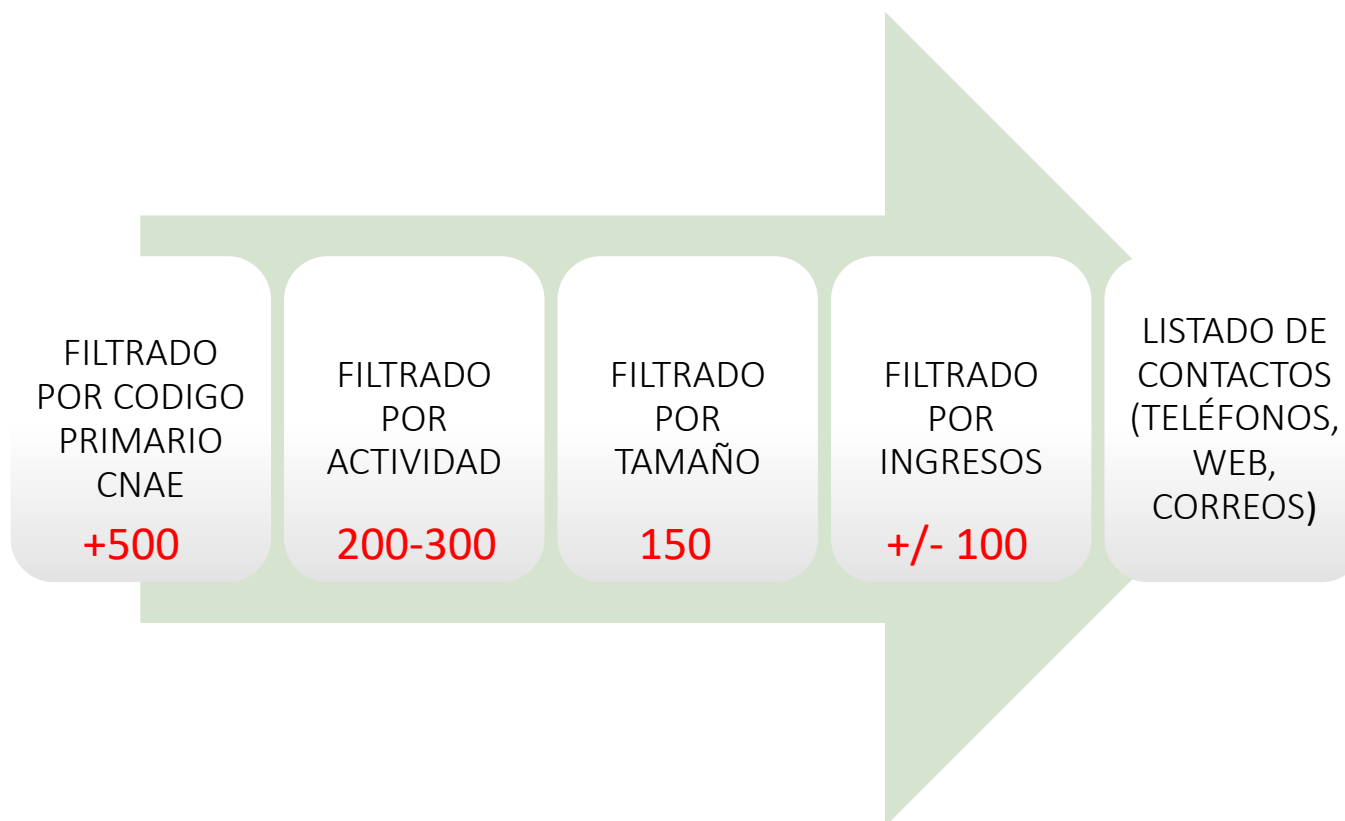 FILTRADO
POR CODIGO
PRIMARIO
CNAE
+500
FILTRADO
POR
ACTIVIDAD
200-300
FILTRADO
POR
TAMAÑO
150
FILTRADO
POR
INGRESOS
+/- 100
LISTADO DE
CONTACTOS
(TELÉFONOS,
WEB,
CORREOS)